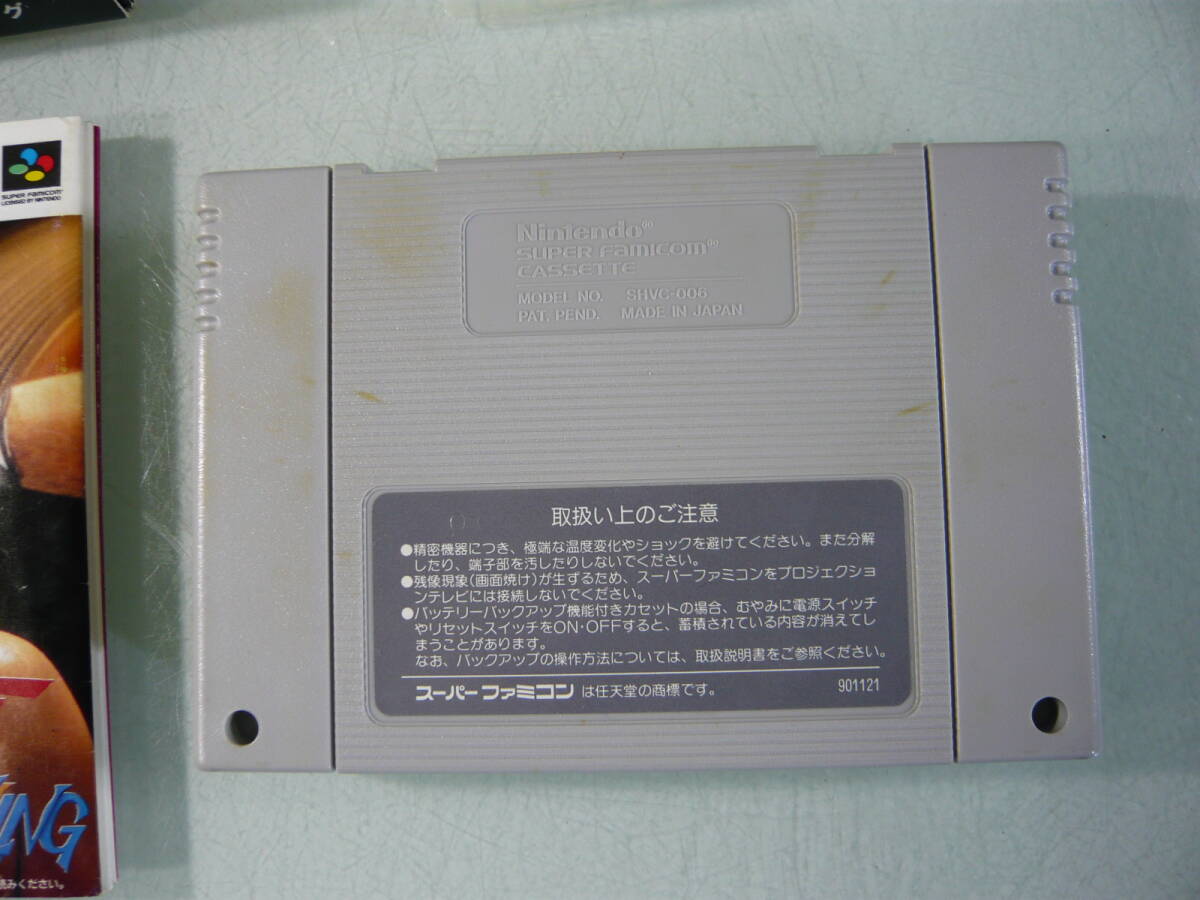 グ
SUPER FAMICOM
LICENSED BY NINTENDO
ING
読みください。
Nintendo®
SUPER FAMICOM®
CASSETTE
MODEL NO. SHVC-006
PAT. PEND. MADE IN JAPAN
取扱い上のご注意
●精密機器につき、極端な温度変化やショックを避けてください。また分解
したり、端子部を汚したりしないでください。
●残像現象(画面焼け)が生ずるため、スーパーファミコンをプロジェクショ
ンテレビには接続しないでください。
●バッテリーバックアップ機能付きカセットの場合、むやみに電源スイッチ
やリセットスイッチをON・OFFすると、蓄積されている内容が消えてし
まうことがあります。
なお、バックアップの操作方法については、取扱説明書をご参照ください。
スーパーファミコン は任天堂の商標です。 901121